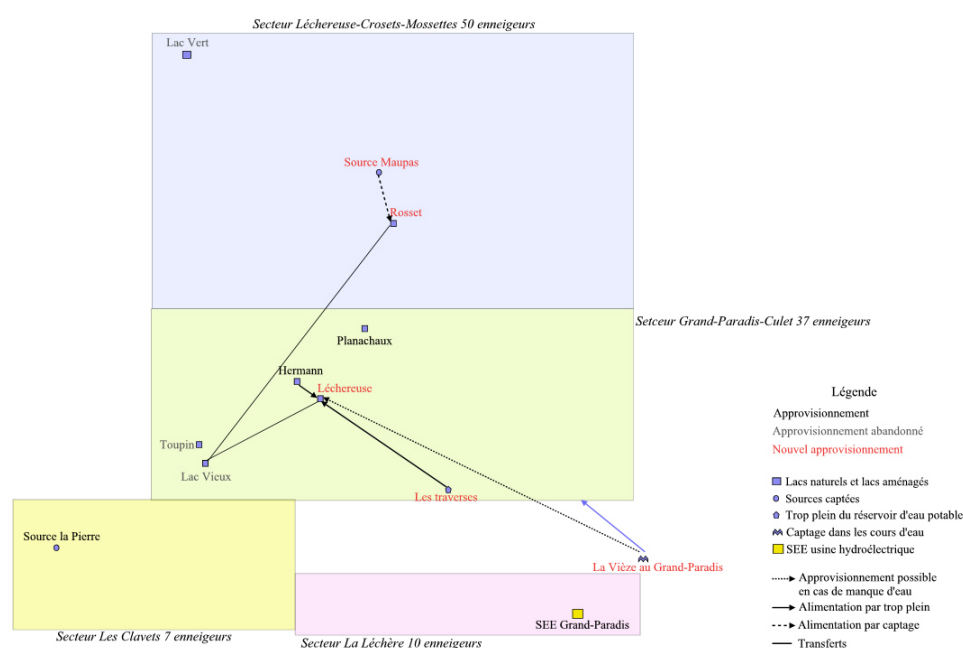 Secteur Léchereuse-Crosets-Mossettes 50 enneigeurs
Lac Vert
Source Maupas
Rosset
Setceur Grand-Paradis-Culet 37 enneigeurs
Planachaux
Hermann
Léchereuse
Toupin
Lac Vieux
Les traverses
Source la Pierre
La Vièze au Grand-Paradis
SEE Grand-Paradis
Secteur Les Clavets 7 enneigeurs
Secteur La Léchère 10 enneigeurs
Légende
Approvisionnement
Approvisionnement abandonné
Nouvel approvisionnement
Lacs naturels et lacs aménagés
Sources captées
Trop plein du réservoir d'eau potable
Captage dans les cours d'eau
SEE usine hydroélectrique
Approvisionnement possible
en cas de manque d'eau
Alimentation par trop plein
Alimentation par captage
Transferts